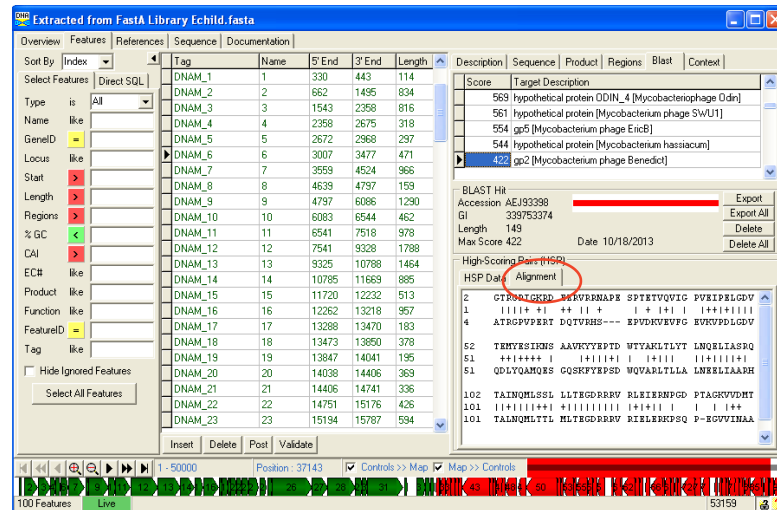 Extracted from FastA Library Echild.fasta
Overview Features References Sequence Documentation
Sort By Index
Select Features Direct SQL
Type is All
Name like
GeneID =
Locus like
Start >
Length >
Regions >
% GC <
CAI >
EC# like
Product like
Function like
FeatureID =
Tag like
Hide Ignored Features
Select All Features
Tag Name 5' End 3' End Length
DNAM_1 1 330 443 114
DNAM_2 2 662 1495 834
DNAM_3 3 1543 2358 816
DNAM_4 4 2358 2675 318
DNAM_5 5 2672 2968 297
DNAM_6 6 3007 3477 471
DNAM_7 7 3559 4524 966
DNAM_8 8 4639 4797 159
DNAM_9 9 4797 6086 1290
DNAM_10 10 6083 6544 462
DNAM_11 11 6541 7518 978
DNAM_12 12 7541 9328 1788
DNAM_13 13 9325 10788 1464
DNAM_14 14 10785 11669 885
DNAM_15 15 11720 12232 513
DNAM_16 16 12262 13218 957
DNAM_17 17 13288 13470 183
DNAM_18 18 13473 13850 378
DNAM_19 19 13847 14041 195
DNAM_20 20 14038 14406 369
DNAM_21 21 14406 14741 336
DNAM_22 22 14751 15176 426
DNAM_23 23 15194 15787 594
Insert Delete Post Validate
Description Sequence Product Regions Blast Context
Score Target Description
569 hypothetical protein ODIN_4 [Mycobacteriophage Odin]
561 hypothetical protein [Mycobacterium phage SWU1]
554 gp5 [Mycobacterium phage EricB]
544 hypothetical protein [Mycobacterium hassiacum]
422 gp2 [Mycobacterium phage Benedict]
BLAST Hit
Accession AEJ93398
GI 339753374
Length 149
Max Score 422 Date 10/18/2013
Export
Export All
Delete
Delete All
High-Scoring Pairs (HSP)
HSP Data Alignment
2 SPTETVQVIG PVEIPELGDV
1
4 ATRGPVPERT DQTVRHS--- EPVDKVEVFG EVKVPDLGDV
52 TEMYESIKNS AAVKYYEPTD WTYAKLTLYT LNQELIASRQ
51
51 QDLYQAMQES GQSKFYEPSD WQVARLTLLA LNEELIAARH
102 TAINQMLSSL LLTEGDRRRV RLEIERNPGD PTAGKVVDMT
101
101 TALNQMLTTL MLTEGDRRRV RIELERKPSQ P-EGVVINAA
1 - 50000 Position : 37143 Controls >> Map Map >> Controls
100 Features Live 53159